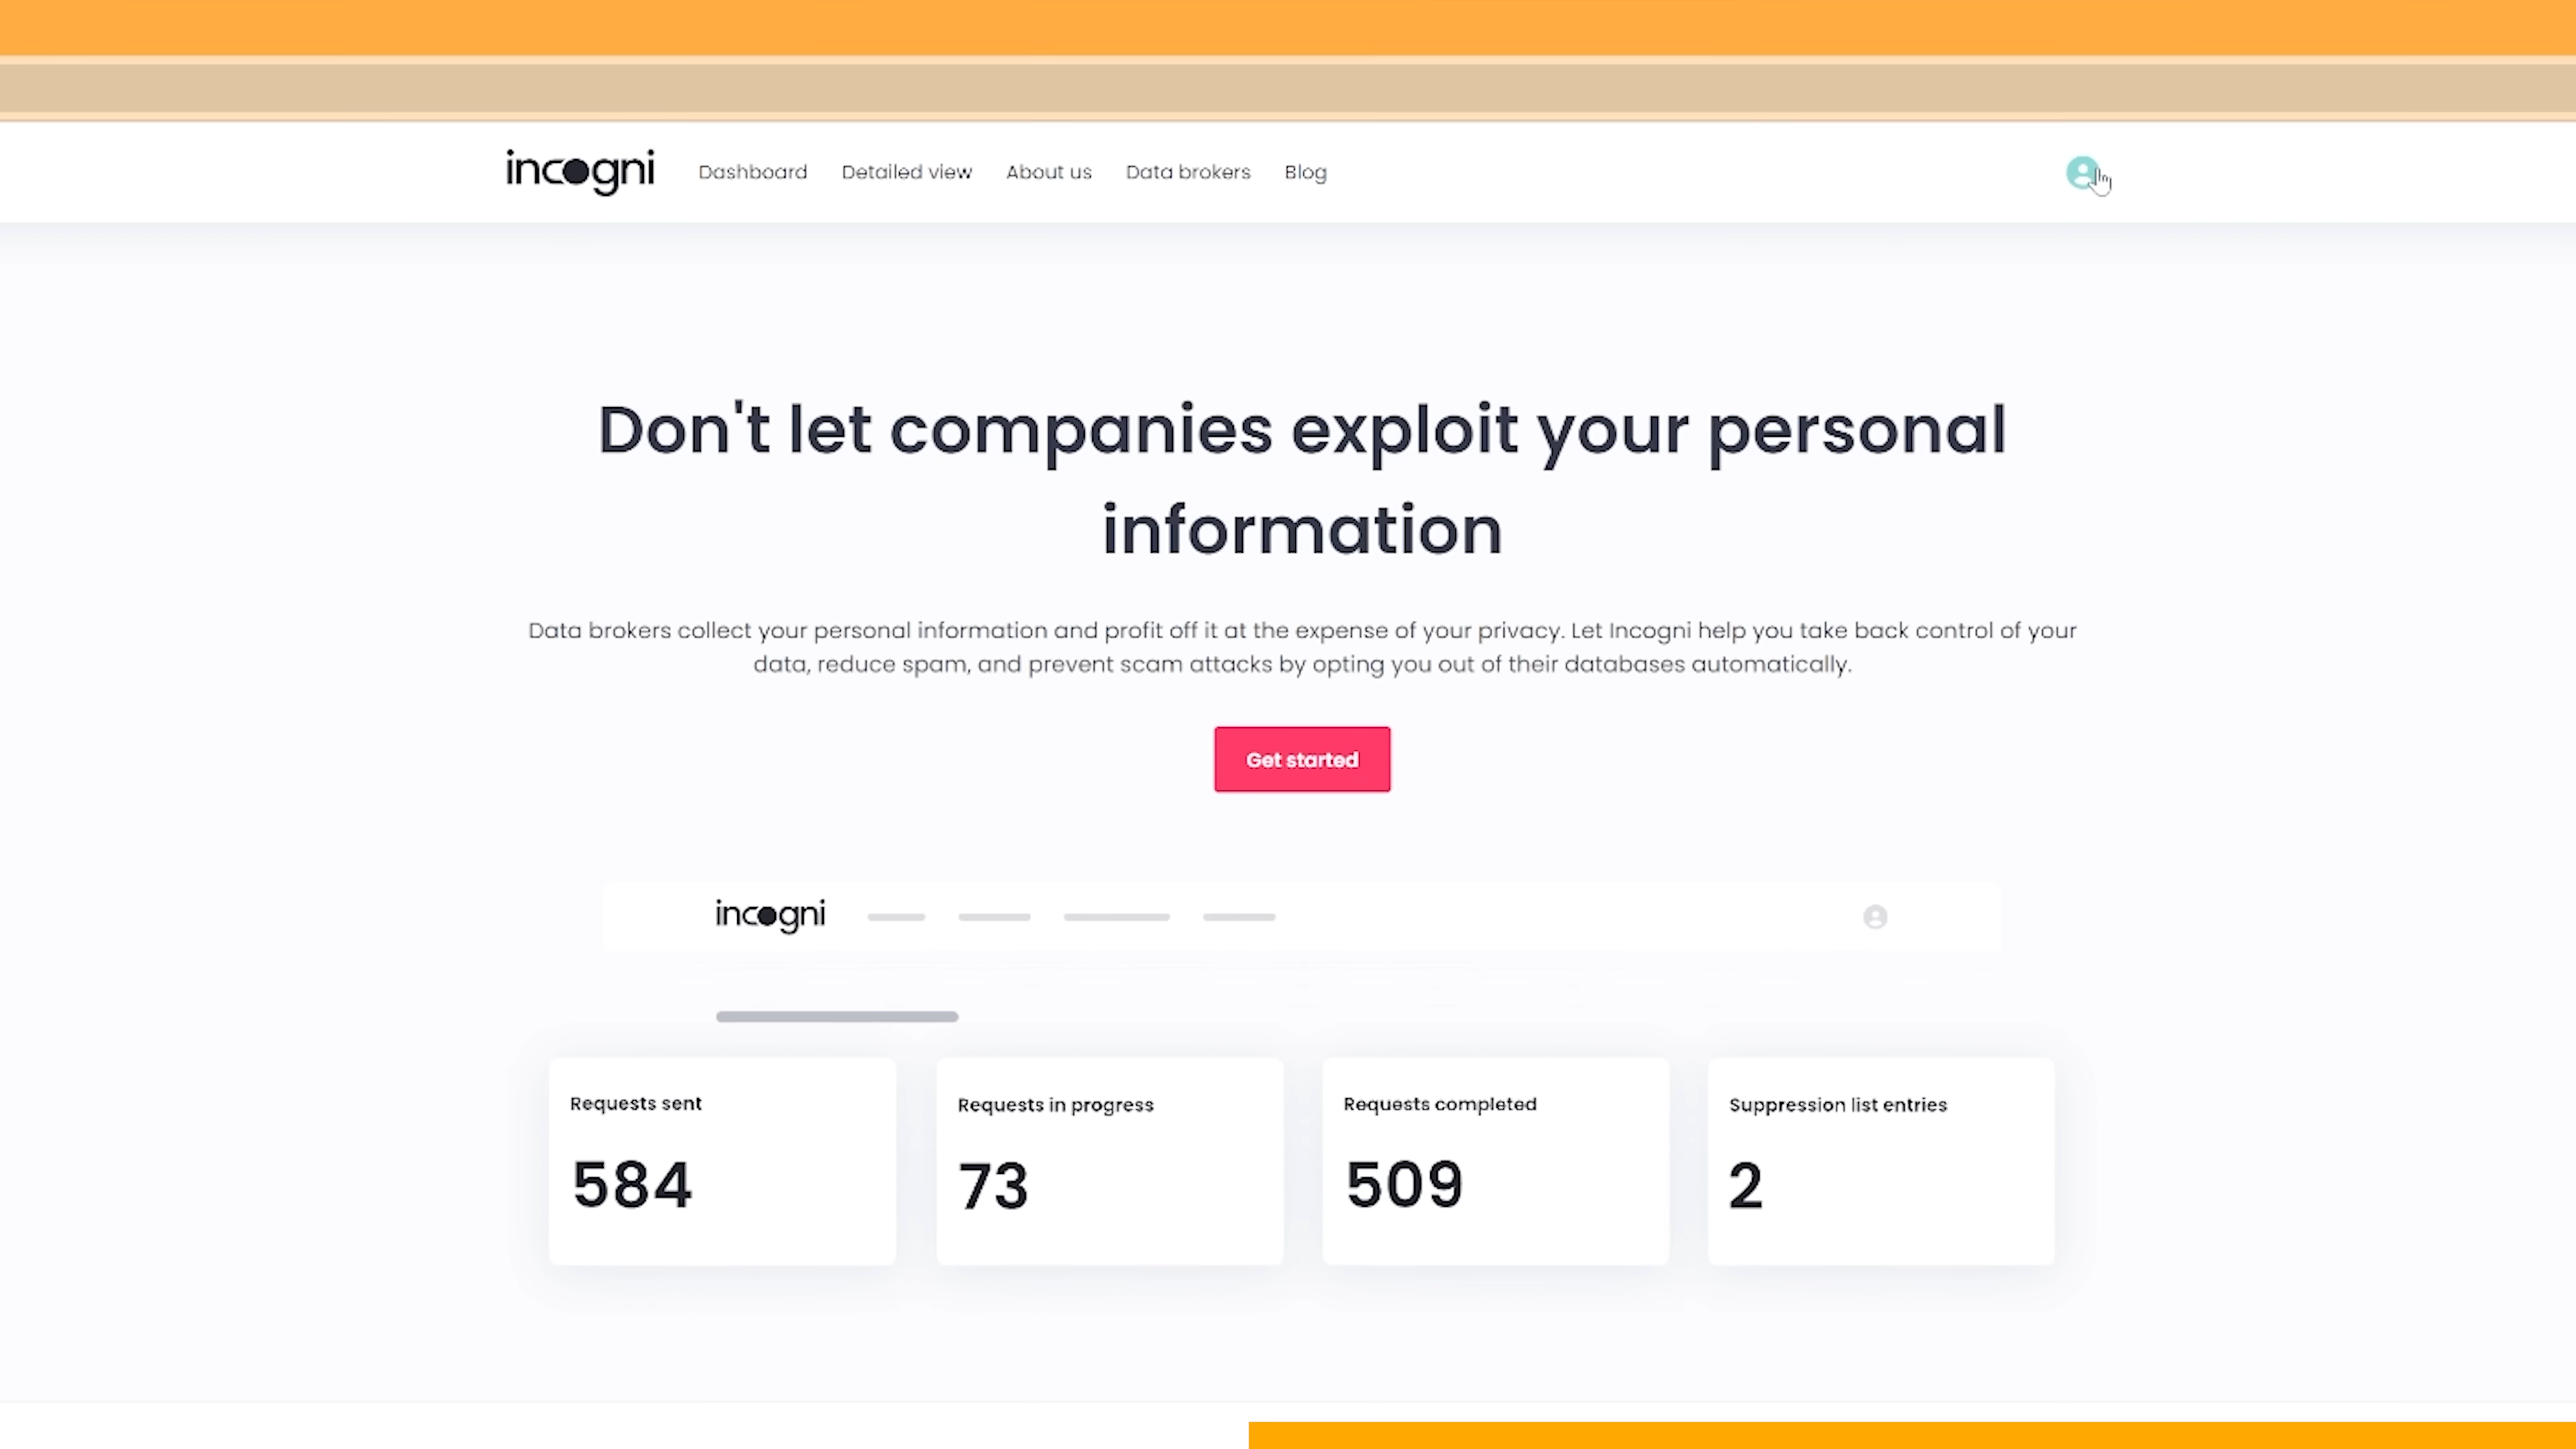 incogni Dashboard Detailed view About us Data brokers Blog
Don't let companies exploit your personal
information
Data brokers collect your personal information and profit off it at the expense of your privacy. Let Incogni help you take back control of your
data, reduce spam, and prevent scam attacks by opting you out of their databases automatically.
Get started
incogni
Requests sent
584
Requests in progress
73
Requests completed
509
Suppression list entries
2